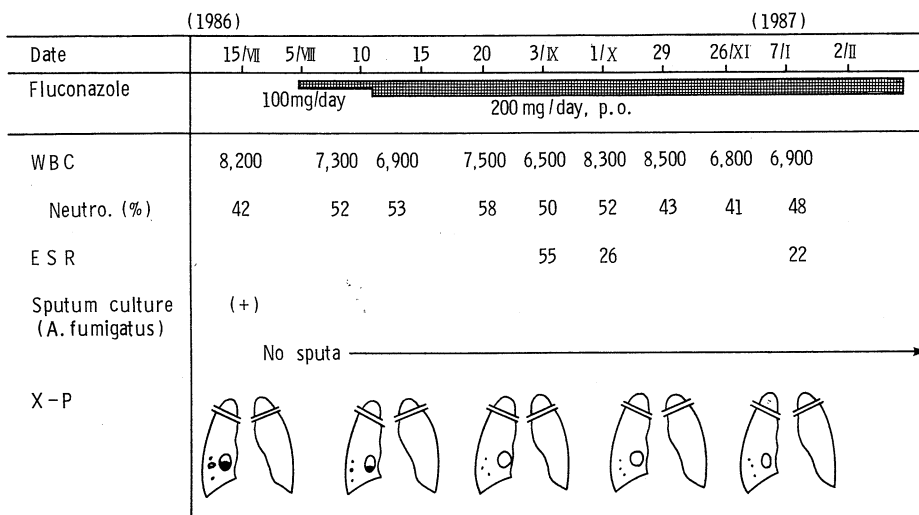 (1986) (1987)
Date 15/VII 5/VIII 10 15 20 3/IX 1/X 29 26/XI 7/I 2/II
Fluconazole
100mg/day
200 mg/day, p.o.
WBC 8,200 7,300 6,900 7,500 6,500 8,300 8,500 6,800 6,900
Neutro. (%) 42 52 53 58 50 52 43 41 48
ESR 55 26 22
Sputum culture (+)
(A. fumigatus)
No sputa
X-P